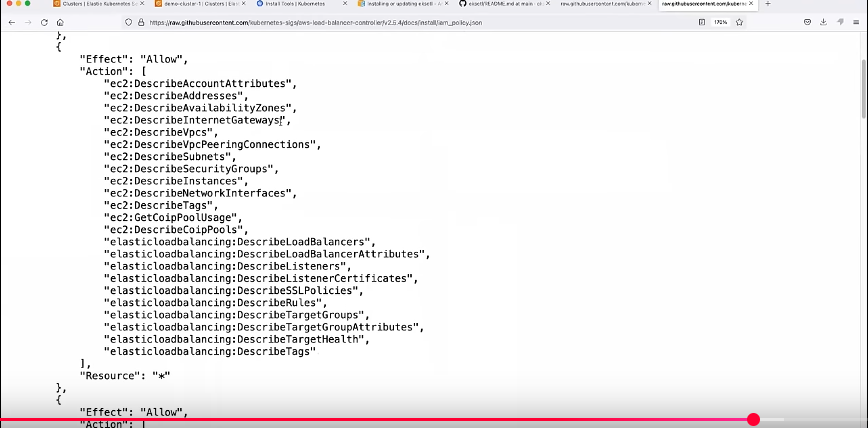 Clusters | Elastic Kubernetes S
demo-cluster-1 | Clusters | Elast
Install Tools | Kubernetes
Installing or updating eksctl - A
eksctl/README.md at main · e
raw.githubusercontent.com/kuberne
raw.githubusercontent.com/kuberne
https://raw.githubusercontent.com/kubernetes-sigs/aws-load-balancer-controller/v2.5.4/docs/install/iam_policy.json
170%
},
{
"Effect": "Allow",
"Action": [
"ec2:DescribeAccountAttributes",
"ec2:DescribeAddresses",
"ec2:DescribeAvailabilityZones",
"ec2:DescribeInternetGateways",
"ec2:DescribeVpcs",
"ec2:DescribeVpcPeeringConnections",
"ec2:DescribeSubnets",
"ec2:DescribeSecurityGroups",
"ec2:DescribeInstances",
"ec2:DescribeNetworkInterfaces",
"ec2:DescribeTags",
"ec2:GetCoipPoolUsage",
"ec2:DescribeCoipPools",
"elasticloadbalancing:DescribeLoadBalancers",
"elasticloadbalancing:DescribeLoadBalancerAttributes",
"elasticloadbalancing:DescribeListeners",
"elasticloadbalancing:DescribeListenerCertificates",
"elasticloadbalancing:DescribeSSLPolicies",
"elasticloadbalancing:DescribeRules",
"elasticloadbalancing:DescribeTargetGroups",
"elasticloadbalancing:DescribeTargetGroupAttributes",
"elasticloadbalancing:DescribeTargetHealth",
"elasticloadbalancing:DescribeTags"
],
"Resource": "*"
},
{
"Effect": "Allow",
"Action": [